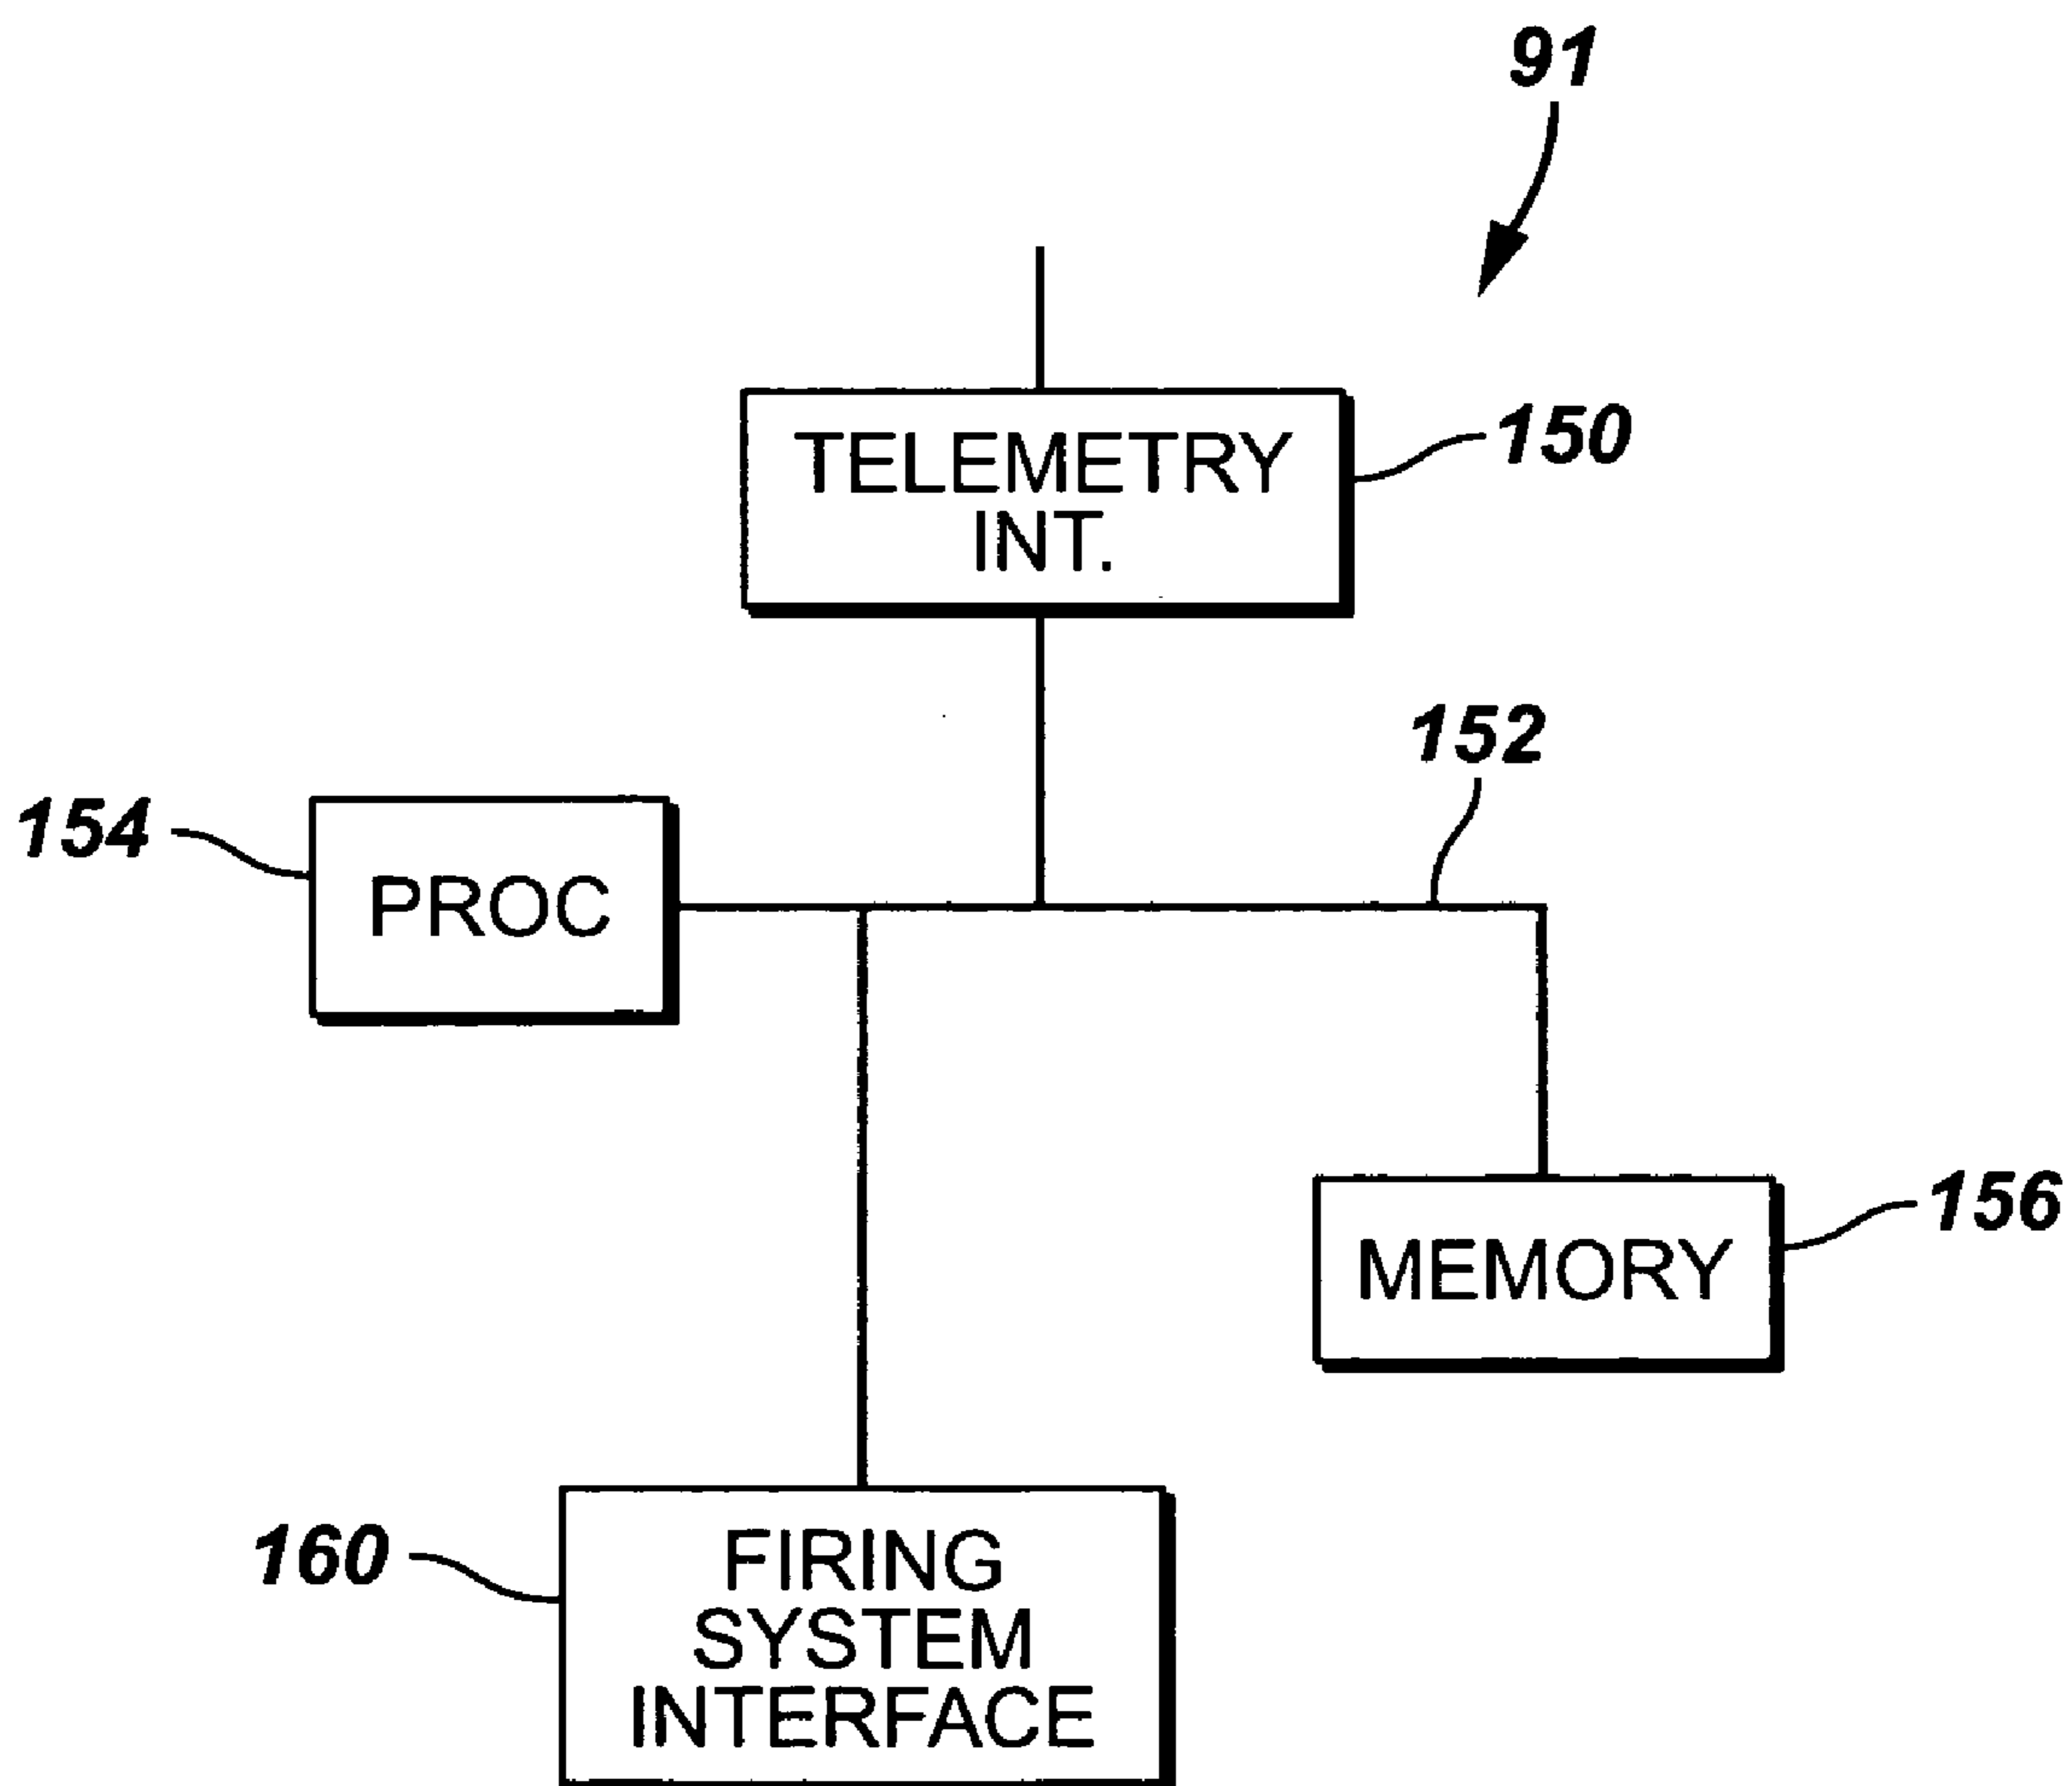 91
TELEMETRY
INT.
150
152
154
PROC
156
MEMORY
160
FIRING
SYSTEM
INTERFACE